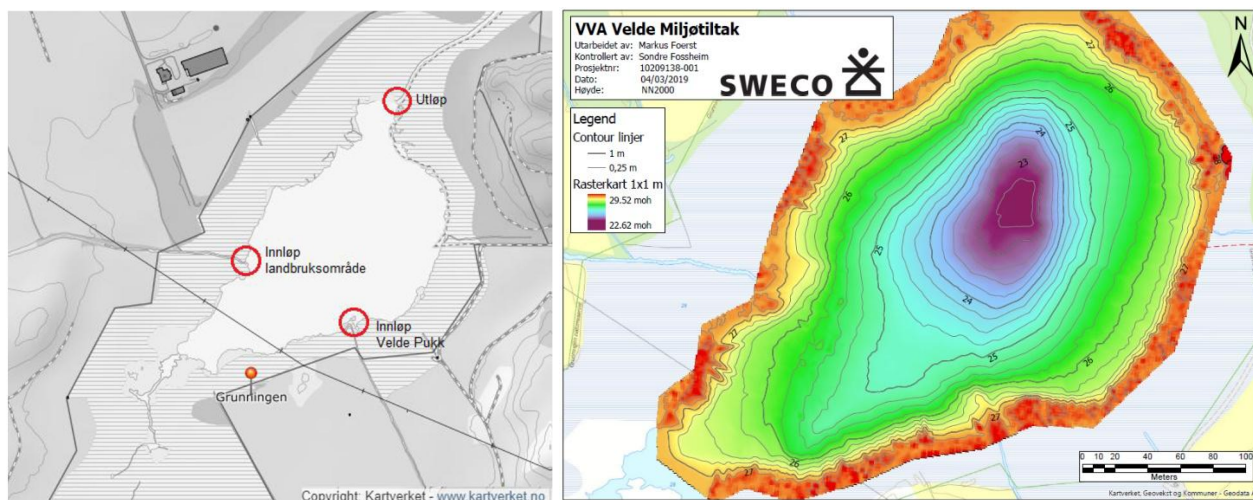 Utløp
Innløp
landbruksområde
Innløp
Velde Pukk
Grunningen
Copyright: Kartverket - www.kartverket.no
VVA Velde Miljøtiltak
Utarbeidet av: Markus Foerst
Kontrollert av: Sondre Fossheim
Prosjektnr: 10209138-001
Dato: 04/03/2019
Høyde: NN2000
SWECO
Legend
Contour linjer
1 m
0,25 m
Rasterkart 1x1 m
29.52 moh
22.62 moh
N
27
26
25
24
23
27
26
25
24
25
26
27
27
27
26
27
0 10 20 40 60 80 100
Meters
Kartverket, Geovekst og Kommuner - Geodata